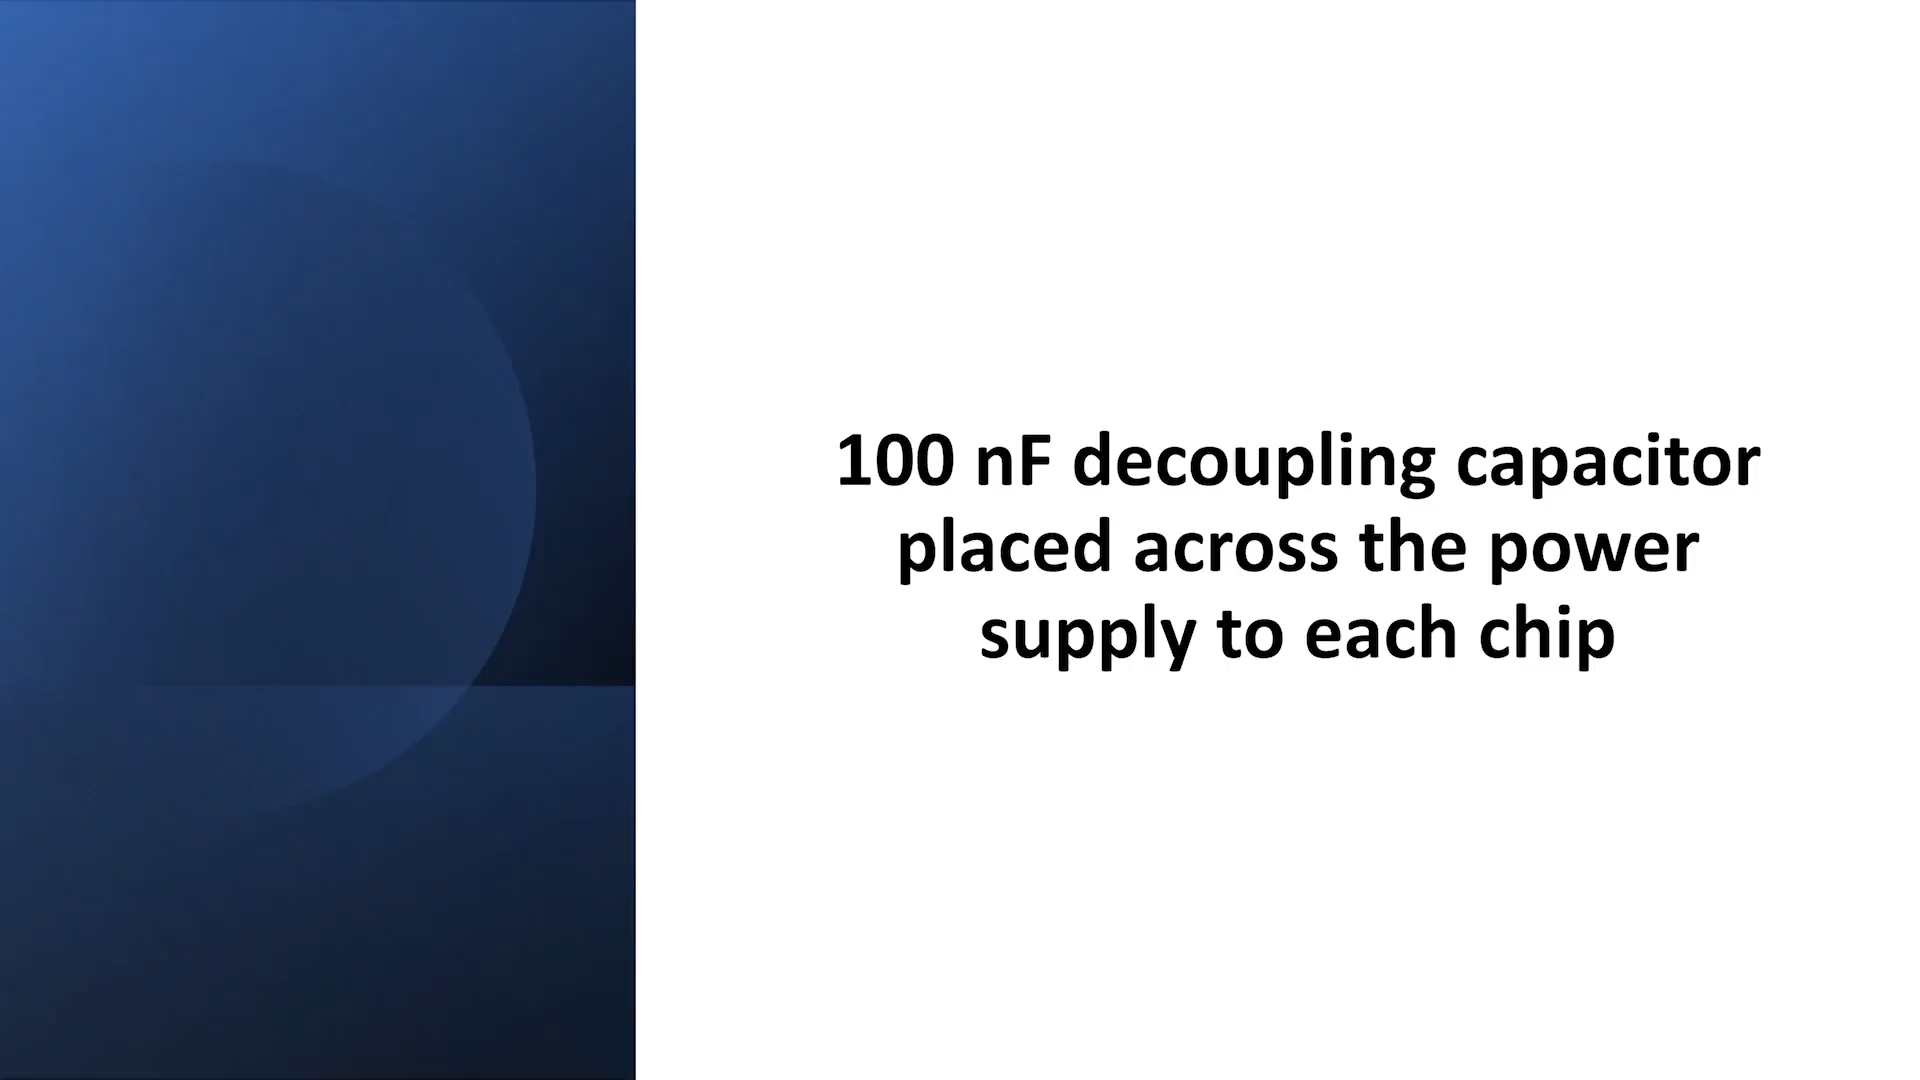 100 nF decoupling capacitor
placed across the power
supply to each chip